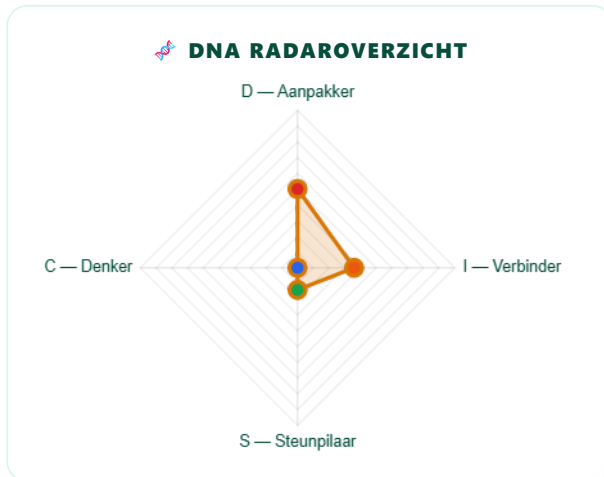 🧬 DNA RADAROVERZICHT
D — Aanpakker
C — Denker
I — Verbinder
S — Steunpilaar